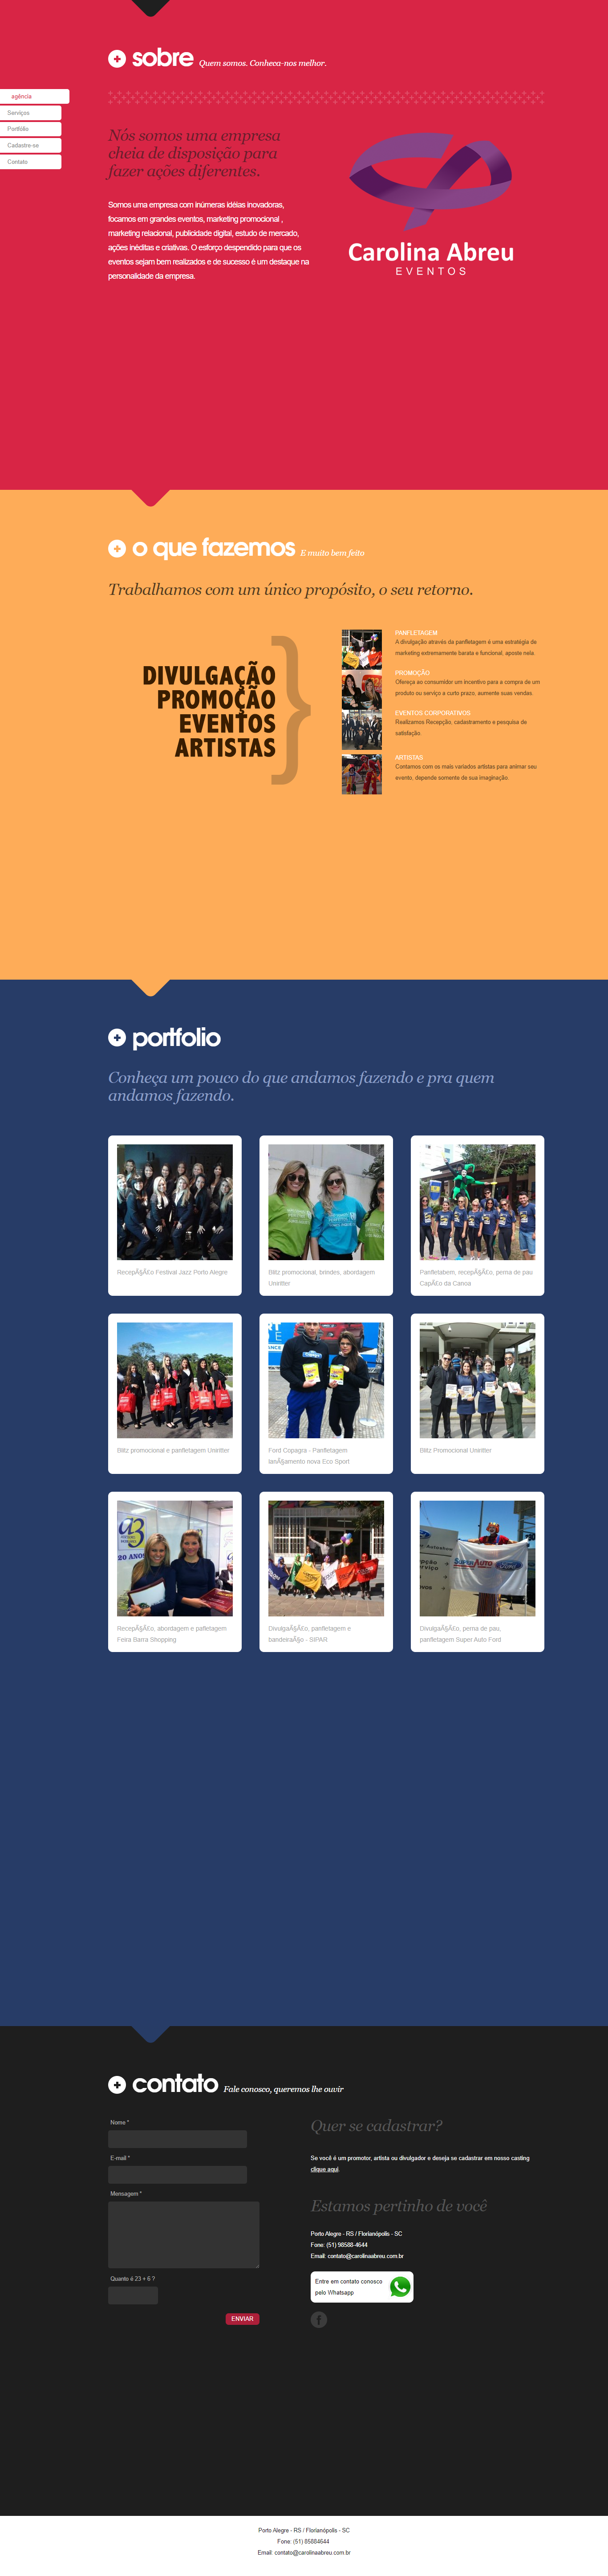 sobre Quem somos. Conheca-nos melhor.
agência
Serviços
Portfólio
Cadastre-se
Contato
Nós somos uma empresa
cheia de disposição para
fazer ações diferentes.
Somos uma empresa com inúmeras idéias inovadoras,
focamos em grandes eventos, marketing promocional ,
marketing relacional, publicidade digital, estudo de mercado,
ações inéditas e criativas. O esforço despendido para que os
eventos sejam bem realizados e de sucesso é um destaque na
personalidade da empresa.
Carolina Abreu
EVENTOS
o que fazemos E muito bem feito
Trabalhamos com um único propósito, o seu retorno.
DIVULGAÇÃO
PROMOÇÃO
EVENTOS
ARTISTAS
}
PANFLETAGEM
A divulgação através da panfletagem é uma estratégia de
marketing extremamente barata e funcional, aposte nela.
PROMOÇÃO
Ofereça ao consumidor um incentivo para a compra de um
produto ou serviço a curto prazo, aumente suas vendas.
EVENTOS CORPORATIVOS
Realizamos Recepção, cadastramento e pesquisa de
satisfação.
ARTISTAS
Contamos com os mais variados artistas para animar seu
evento, depende somente de sua imaginação.
portfolio
Conheça um pouco do que andamos fazendo e pra quem
andamos fazendo.
RecepÃ§Ã£o Festival Jazz Porto Alegre
Blitz promocional, brindes, abordagem
Uniritter
Panfletabem, recepÃ§Ã£o, perna de pau
CapÃ£o da Canoa
Blitz promocional e panfletagem Uniritter
Ford Copagra - Panfletagem
lanÃ§amento nova Eco Sport
Blitz Promocional Uniritter
20 ANOS
RecepÃ§Ã£o, abordagem e pafletagem
Feira Barra Shopping
DivulgaÃ§Ã£o, panfletagem e
bandeiraÃ§o - SIPAR
SUPERAUTO
DivulgaÃ§Ã£o, perna de pau,
panfletagem Super Auto Ford
contato Fale conosco, queremos lhe ouvir
Nome *
E-mail *
Mensagem *
Quanto é 23 + 6 ?
ENVIAR
Quer se cadastrar?
Se você é um promotor, artista ou divulgador e deseja se cadastrar em nosso casting
clique aqui.
Estamos pertinho de você
Porto Alegre - RS / Florianópolis - SC
Fone: (51) 98588-4644
Email: contato@carolinaabreu.com.br
Entre em contato conosco
pelo Whatsapp
f
Porto Alegre - RS / Florianópolis - SC
Fone: (51) 85884644
Email: contato@carolinaabreu.com.br